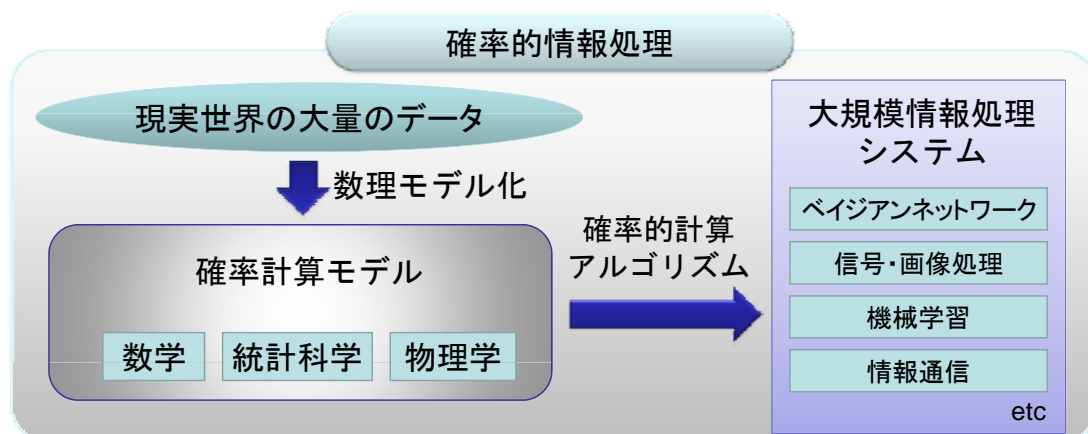 確率的情報処理
現実世界の大量のデータ
数理モデル化
確率計算モデル
数学
統計科学
物理学
確率的計算
アルゴリズム
大規模情報処理
システム
ベイジアンネットワーク
信号・画像処理
機械学習
情報通信
etc